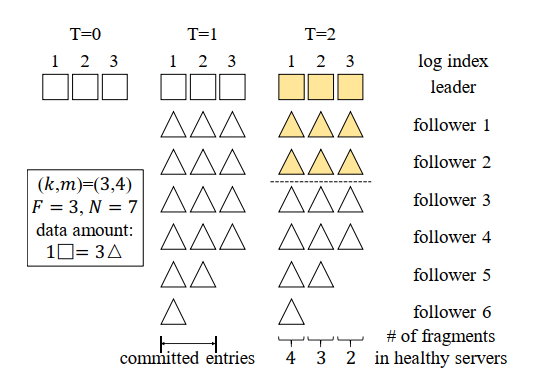 T=0 T=1 T=2
1 2 3 1 2 3 1 2 3 log index
leader
follower 1
follower 2
(k,m)=(3,4)
F = 3, N = 7
data amount:
1□= 3△
follower 3
follower 4
follower 5
follower 6
# of fragments
committed entries 4 3 2 in healthy servers